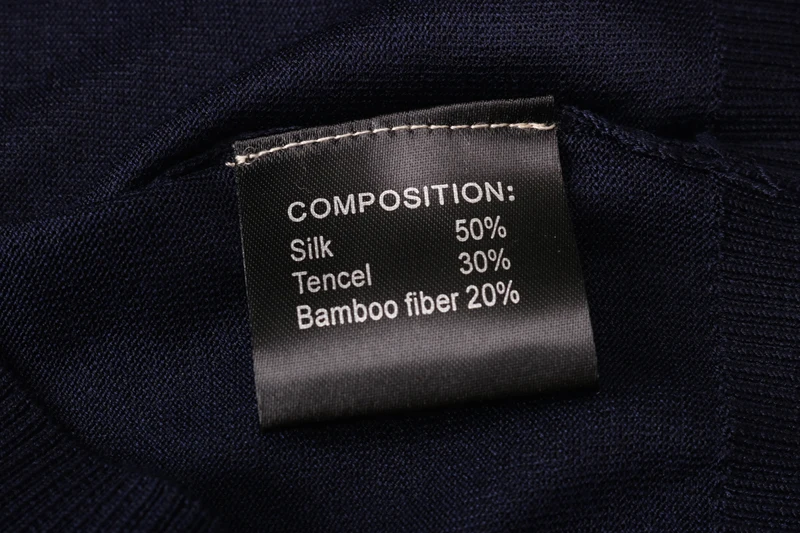 COMPOSITION:
Silk 50%
Tencel 30%
Bamboo fiber 20%